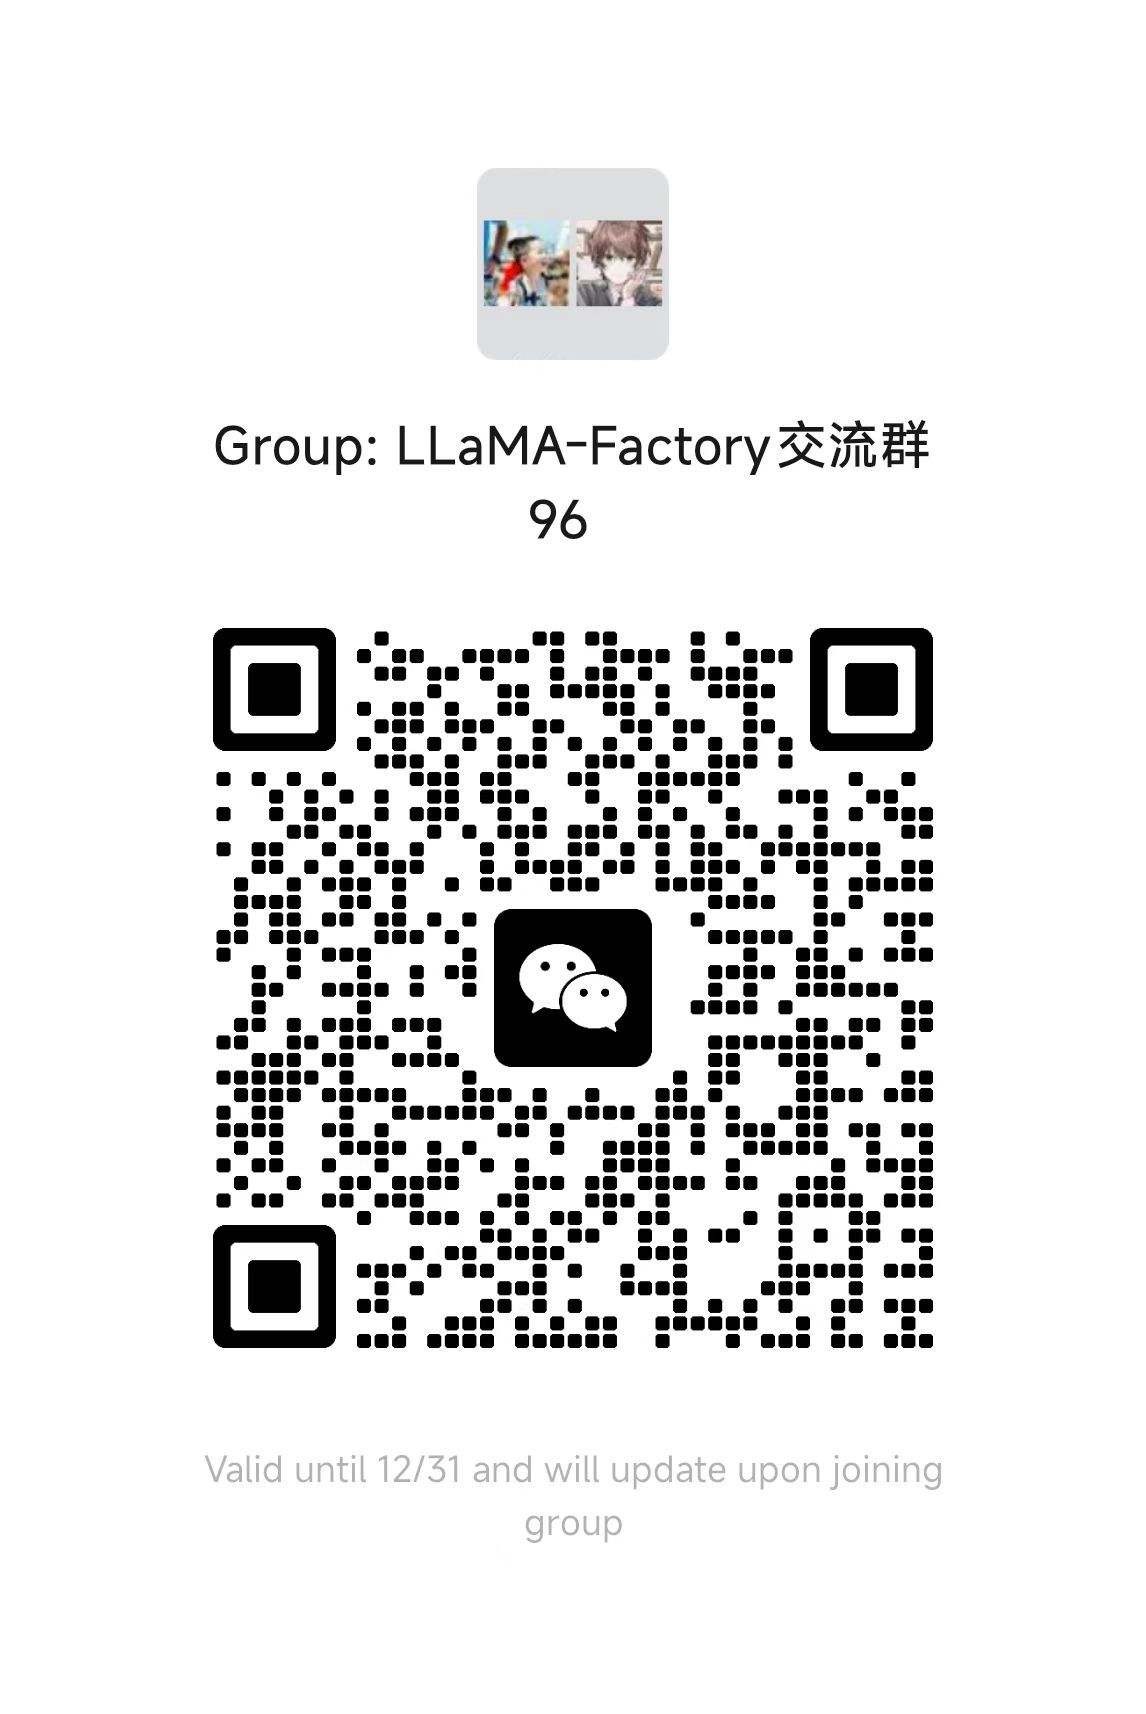 Group: LLaMA-Factory交流群
96
Valid until 12/31 and will update upon joining
group